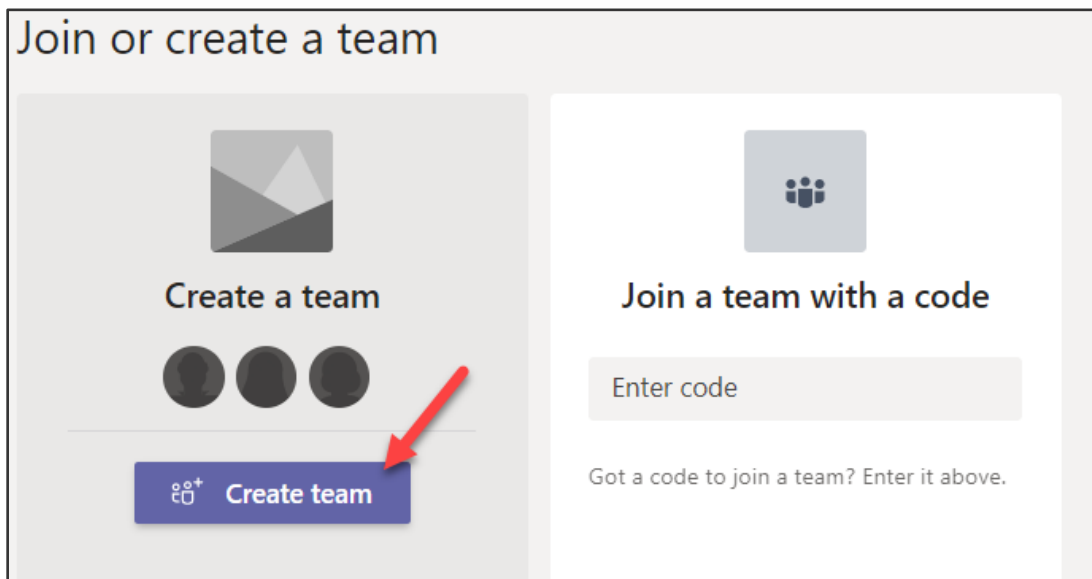 Join or create a team
Create a team
Create team
Join a team with a code
Enter code
Got a code to join a team? Enter it above.